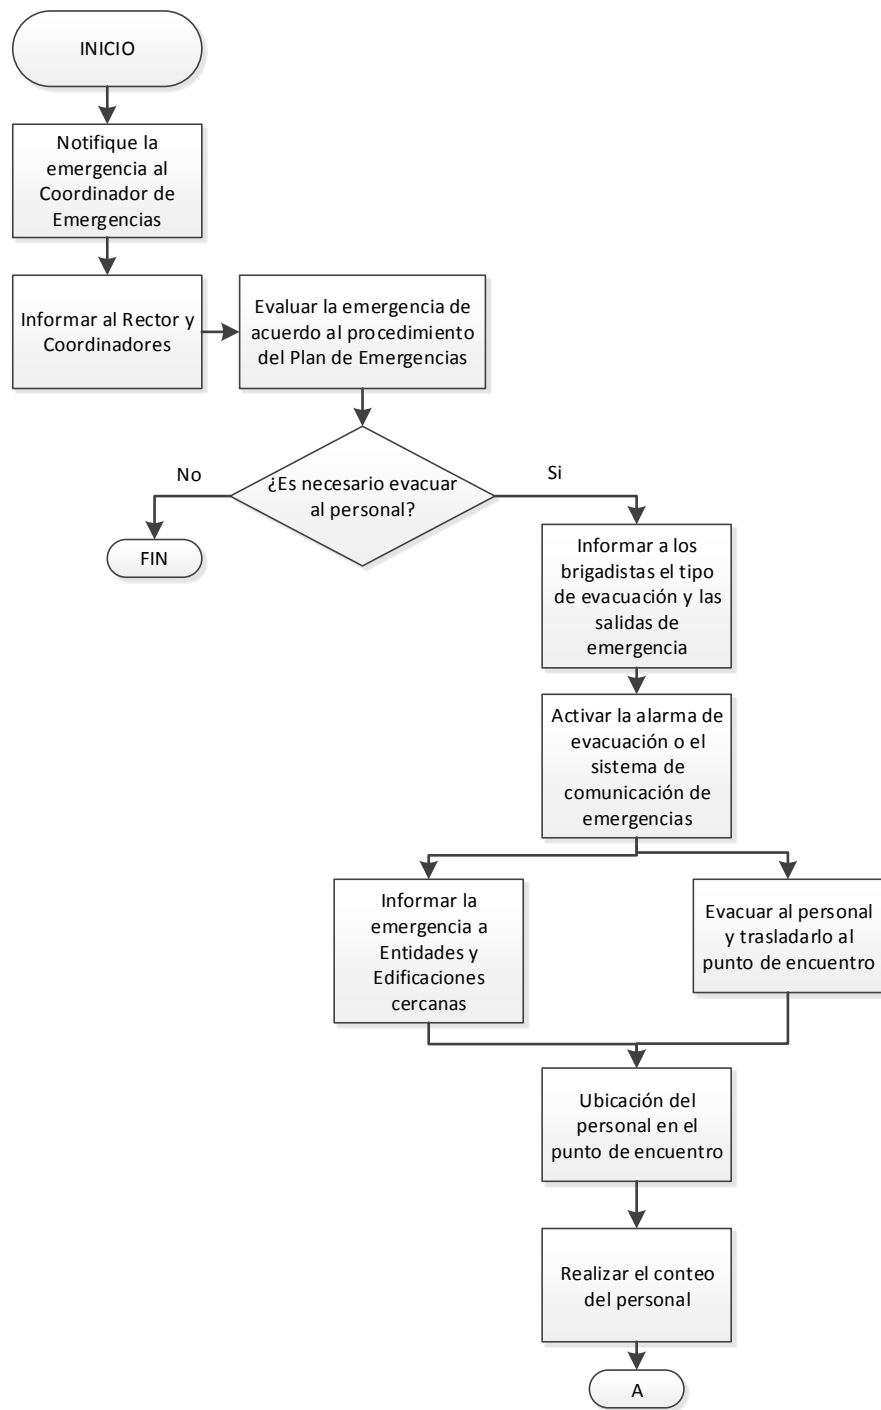 INICIO
Notifique la
emergencia al
Coordinador de
Emergencias
Informar al Rector y
Coordinadores
Evaluar la emergencia de
acuerdo al procedimiento
del Plan de Emergencias
¿Es necesario evacuar
al personal?
No
Si
FIN
Informar a los
brigadistas el tipo
de evacuación y las
salidas de
emergencia
Activar la alarma de
evacuación o el
sistema de
comunicación de
emergencias
Informar la
emergencia a
Entidades y
Edificaciones
cercanas
Evacuar al personal
y trasladarlo al
punto de encuentro
Ubicación del
personal en el
punto de encuentro
Realizar el conteo
del personal
A